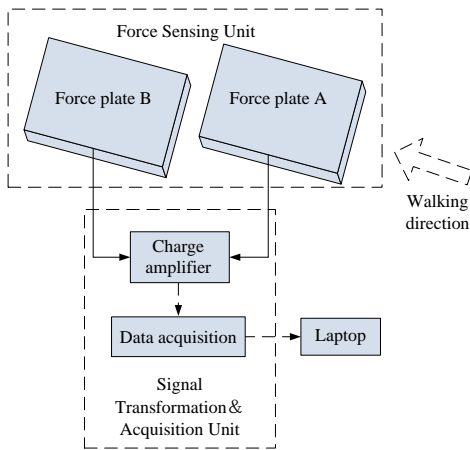 Force Sensing Unit
Force plate B
Force plate A
Walking
direction
Charge
amplifier
Data acquisition
Laptop
Signal
Transformation＆
Acquisition Unit